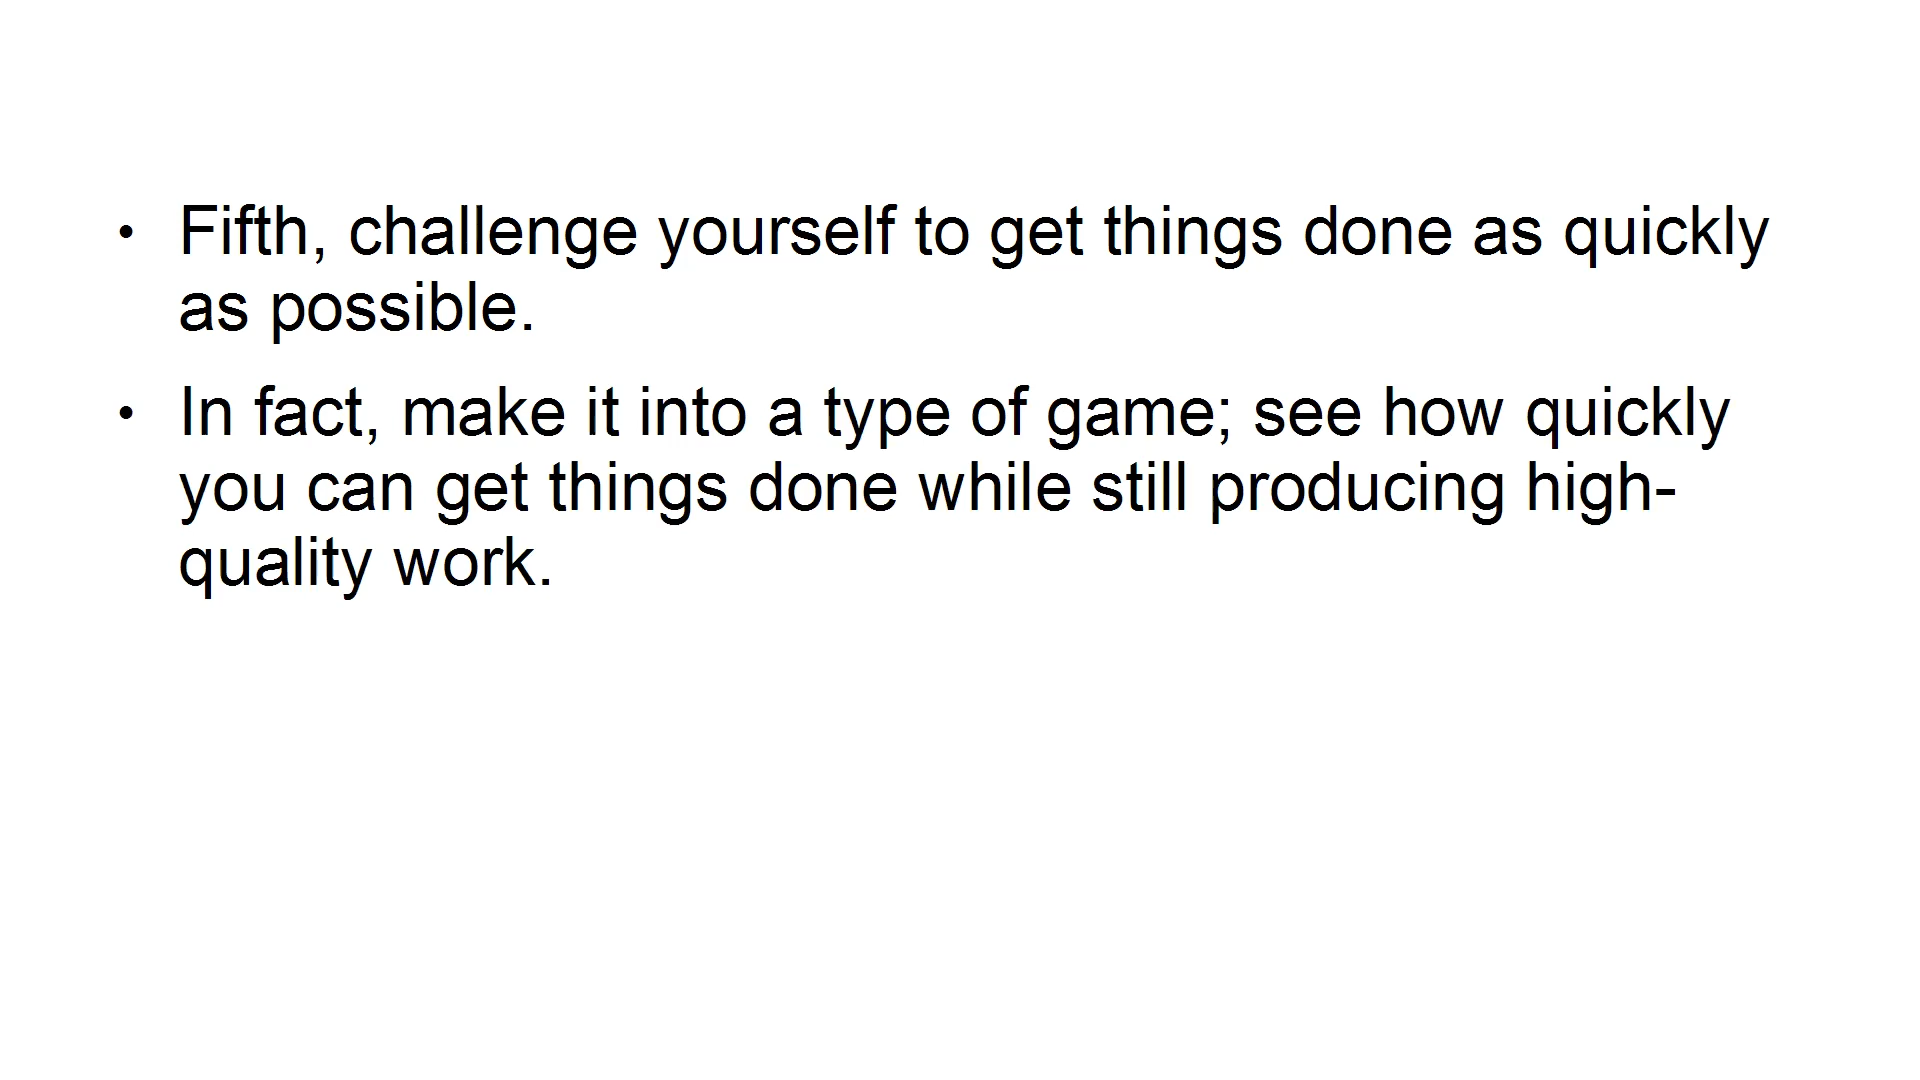 • Fifth, challenge yourself to get things done as quickly
as possible.
• In fact, make it into a type of game; see how quickly
you can get things done while still producing high-
quality work.